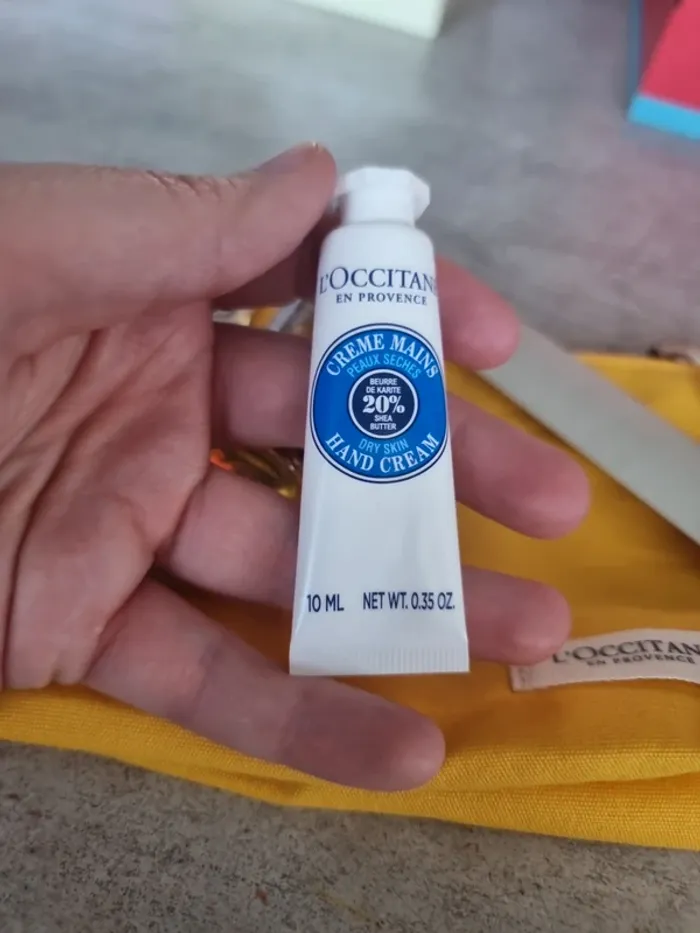 L'OCCITANE
EN PROVENCE
CREME MAINS
PEAUX SECHES
BEURRE
DE KARITE
20%
SHEA
BUTTER
DRY SKIN
HAND CREAM
10 ML NET WT. 0.35 OZ.
L'OCCITAN
EN PROVENCE